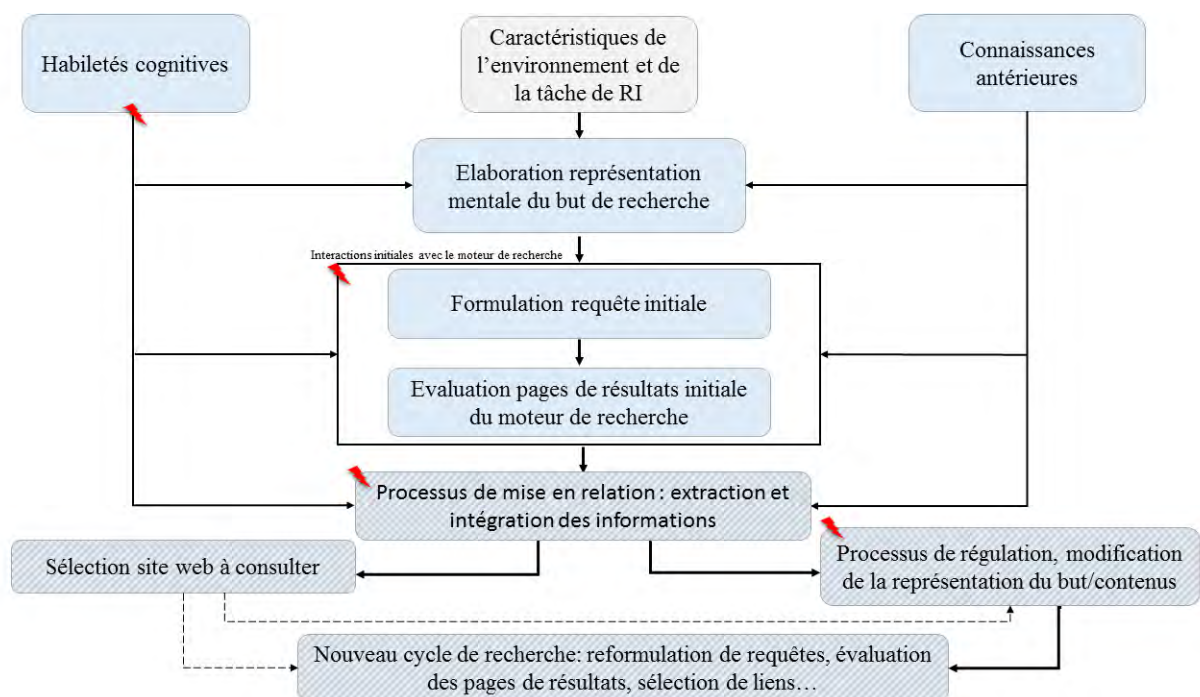 Habiletés cognitives
Caractéristiques de
l’environnement et de
la tâche de RI
Connaissances
antérieures
Elaboration représentation
mentale du but de recherche
Interactions initiales avec le moteur de recherche
Formulation requête initiale
Evaluation pages de résultats initiale
du moteur de recherche
Processus de mise en relation : extraction et
intégration des informations
Sélection site web à consulter
Processus de régulation, modification
de la représentation du but/contenus
Nouveau cycle de recherche: reformulation de requêtes, évaluation
des pages de résultats, sélection de liens…